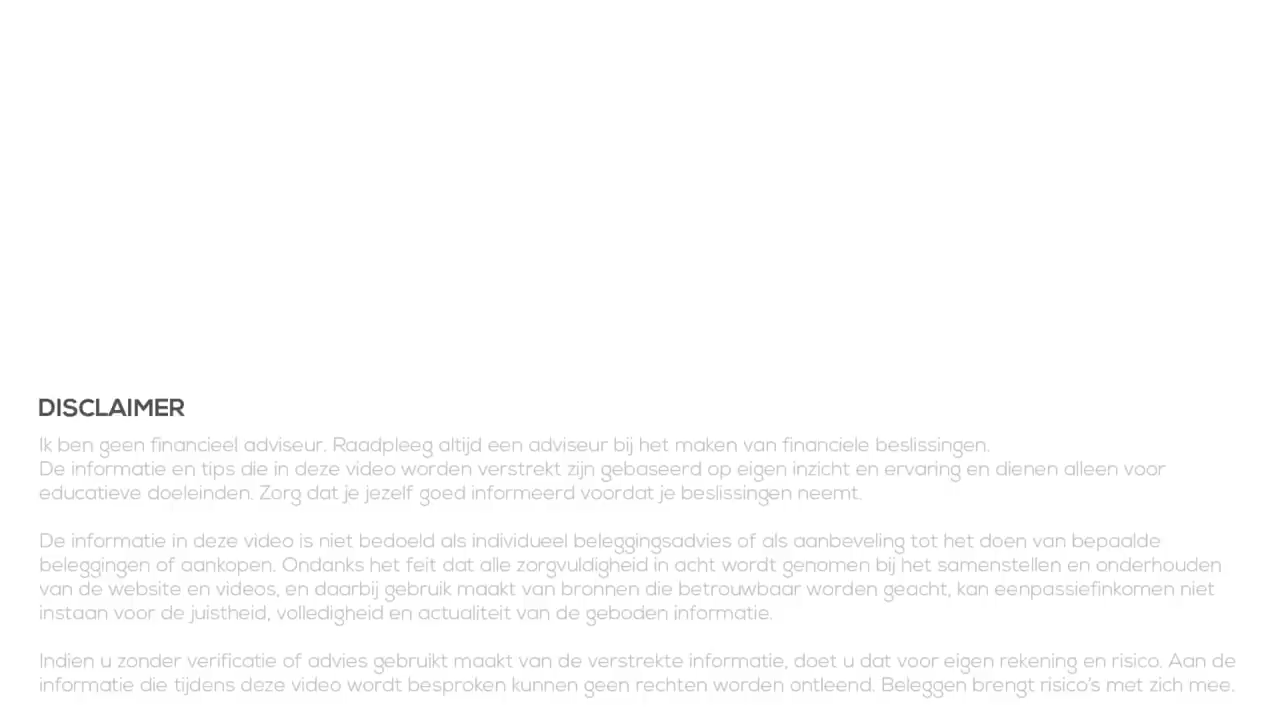 DISCLAIMER
Ik ben geen financieel adviseur. Raadpleeg altijd een adviseur bij het maken van financiele beslissingen.
De informatie en tips die in deze video worden verstrekt zijn gebaseerd op eigen inzicht en ervaring en dienen alleen voor
educatieve doeleinden. Zorg dat je jezelf goed informeerd voordat je beslissingen neemt.
De informatie in deze video is niet bedoeld als individueel beleggingsadvies of als aanbeveling tot het doen van bepaalde
beleggingen of aankopen. Ondanks het feit dat alle zorgvuldigheid in acht wordt genomen bij het samenstellen en onderhouden
van de website en videos, en daarbij gebruik maakt van bronnen die betrouwbaar worden geacht, kan eenpassiefinkomen niet
instaan voor de juistheid, volledigheid en actualiteit van de geboden informatie.
Indien u zonder verificatie of advies gebruikt maakt van de verstrekte informatie, doet u dat voor eigen rekening en risico. Aan de
informatie die tijdens deze video wordt besproken kunnen geen rechten worden ontleend. Beleggen brengt risico's met zich mee.